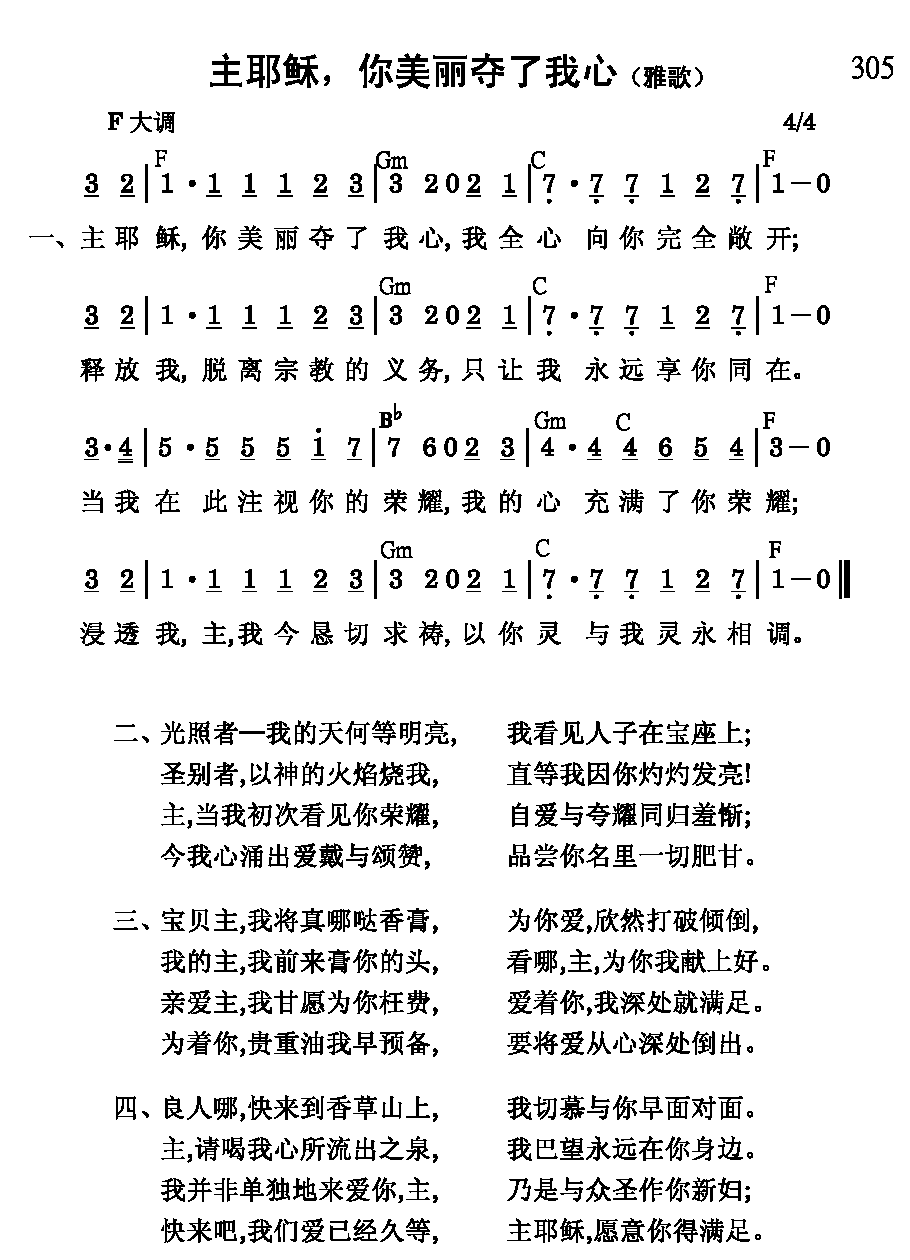 主耶稣，你美丽夺了我心（雅歌） 305
F 大调 4/4
F Gm C F
3 2 | 1 · 1 1 1 2 3 | 3 2 0 2 1 | 7 · 7 7 1 2 7 | 1 – 0
一、主耶稣,你美丽夺了我心,我全心向你完全敞开;
Gm C F
3 2 | 1 · 1 1 1 2 3 | 3 2 0 2 1 | 7 · 7 7 1 2 7 | 1 – 0
释放我,脱离宗教的义务,只让我永远享你同在。
B♭ Gm C F
3 · 4 | 5 · 5 5 5 1 7 | 7 6 0 2 3 | 4 · 4 4 6 5 4 | 3 – 0
当我在此注视你的荣耀,我的心充满了你荣耀;
Gm C F
3 2 | 1 · 1 1 1 2 3 | 3 2 0 2 1 | 7 · 7 7 1 2 7 | 1 – 0 ‖
浸透我,主,我今恳切求祷,以你灵与我灵永相调。
二、光照者—我的天何等明亮, 我看见人子在宝座上;
圣别者,以神的火焰烧我, 直等我因你灼灼发亮!
主,当我初次看见你荣耀, 自爱与夸耀同归羞惭;
今我心涌出爱戴与颂赞, 品尝你名里一切肥甘。
三、宝贝主,我将真哪哒香膏, 为你爱,欣然打破倾倒,
我的主,我前来膏你的头, 看哪,主,为你我献上好。
亲爱主,我甘愿为你枉费, 爱着你,我深处就满足。
为着你,贵重油我早预备, 要将爱从心深处倒出。
四、良人哪,快来到香草山上, 我切慕与你早面对面。
主,请喝我心所流出之泉, 我巴望永远在你身边。
我并非单独地来爱你,主, 乃是与众圣作你新妇;
快来吧,我们爱已经久等, 主耶稣,愿意你得满足。